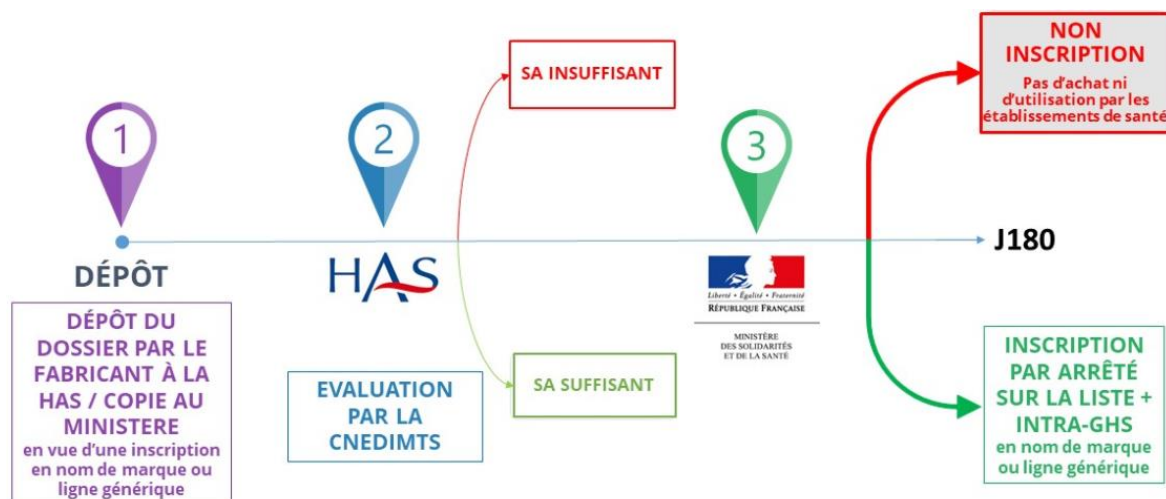 1
DÉPÔT
DÉPÔT DU
DOSSIER PAR LE
FABRICANT À LA
HAS / COPIE AU
MINISTERE
en vue d'une inscription
en nom de marque ou
ligne générique
2
HAS
EVALUATION
PAR LA
CNEDIMTS
SA INSUFFISANT
SA SUFFISANT
3
Liberté • Égalité • Fraternité
RÉPUBLIQUE FRANÇAISE
MINISTÈRE
DES SOLIDARITÉS
ET DE LA SANTÉ
NON
INSCRIPTION
Pas d'achat ni
d'utilisation par les
établissements de santé
J180
INSCRIPTION
PAR ARRÊTÉ
SUR LA LISTE +
INTRA-GHS
en nom de marque
ou ligne générique